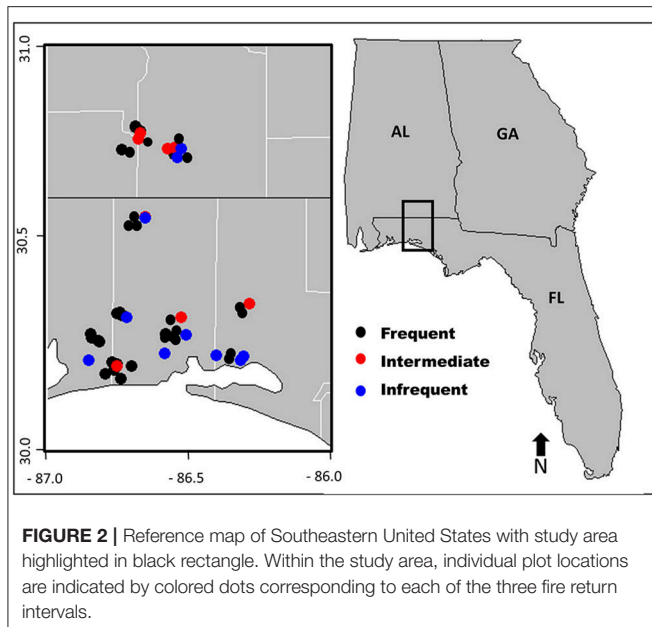 31.0
30.5
30.0
- 87.0
- 86.5
- 86.0
AL
GA
FL
Frequent
Intermediate
Infrequent
N
FIGURE 2 | Reference map of Southeastern United States with study area
highlighted in black rectangle. Within the study area, individual plot locations
are indicated by colored dots corresponding to each of the three fire return
intervals.